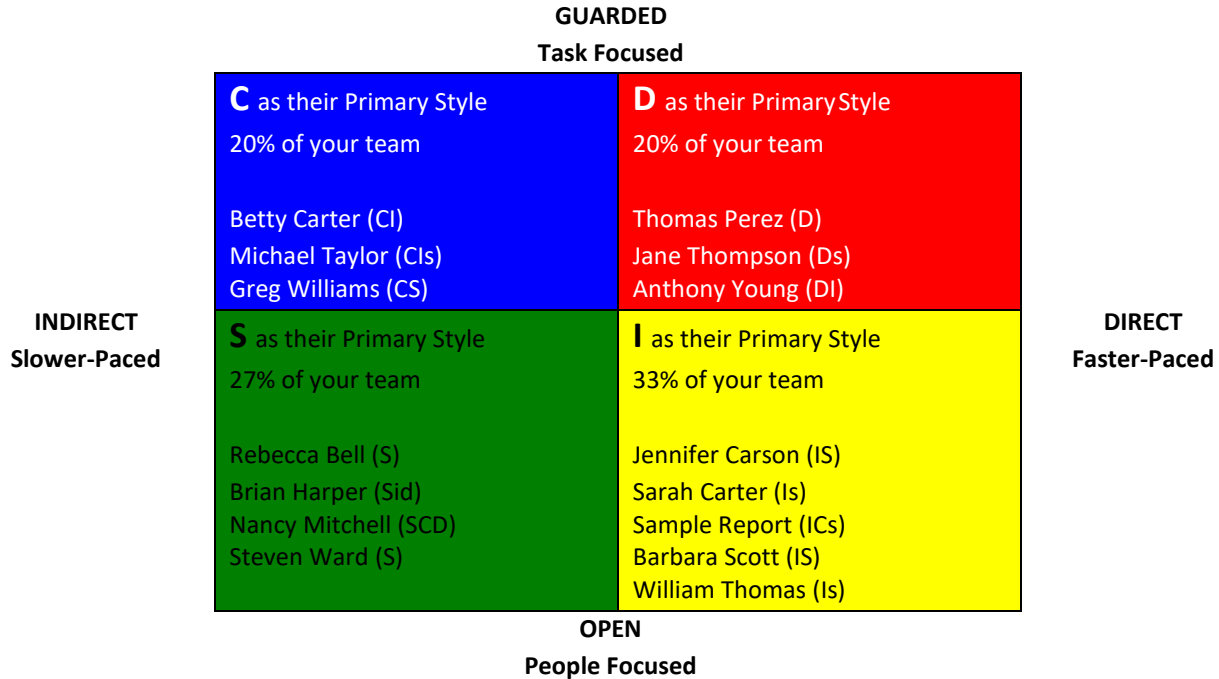 GUARDED
Task Focused
C as their Primary Style
20% of your team
Betty Carter (CI)
Michael Taylor (CIs)
Greg Williams (CS)
D as their Primary Style
20% of your team
Thomas Perez (D)
Jane Thompson (Ds)
Anthony Young (DI)
INDIRECT
Slower-Paced
S as their Primary Style
27% of your team
Rebecca Bell (S)
Brian Harper (Sid)
Nancy Mitchell (SCD)
Steven Ward (S)
I as their Primary Style
33% of your team
Jennifer Carson (IS)
Sarah Carter (Is)
Sample Report (ICs)
Barbara Scott (IS)
William Thomas (Is)
DIRECT
Faster-Paced
OPEN
People Focused